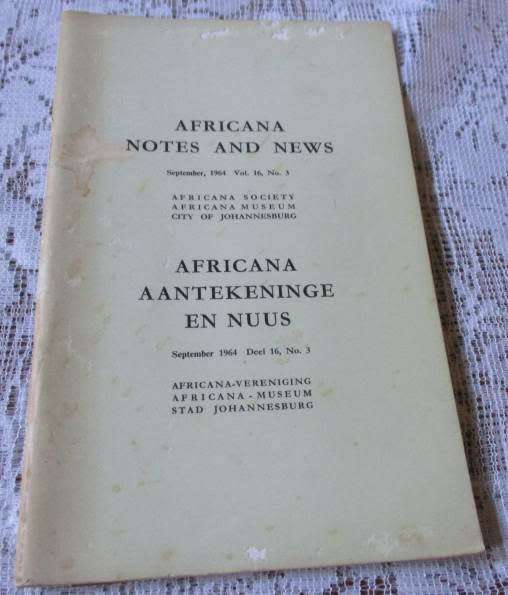 AFRICANA
NOTES AND NEWS
September, 1964 Vol. 16, No. 3
AFRICANA SOCIETY
AFRICANA MUSEUM
CITY OF JOHANNESBURG
AFRICANA
AANTEKENINGE
EN NUUS
September 1964 Deel 16, No. 3
AFRICANA-VERENIGING
AFRICANA - MUSEUM
STAD JOHANNESBURG